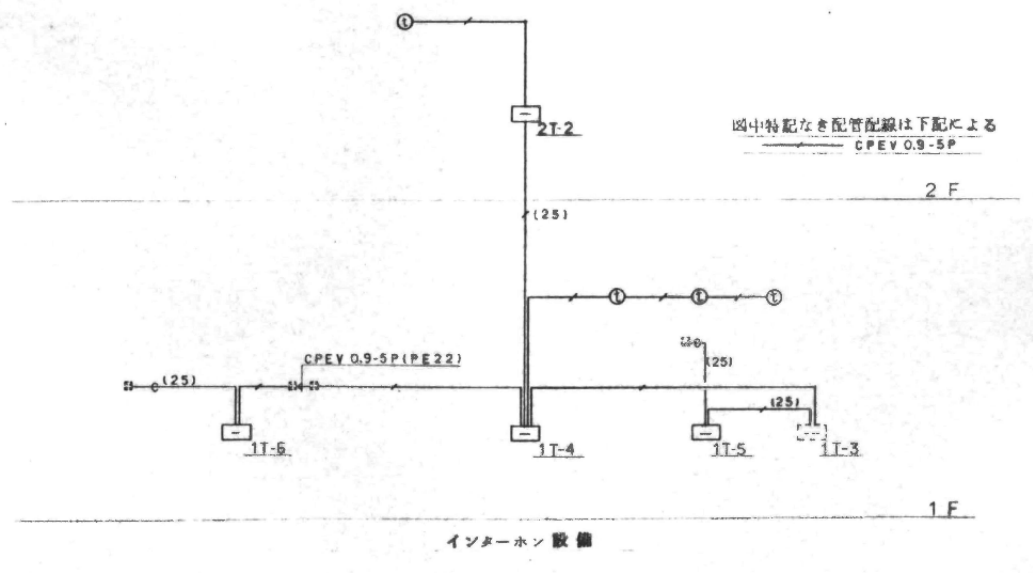 t
2T-2
図中特記なき配管配線は下記による
CPEV 0.9-5P
2 F
(25)
t t t
CPEV 0.9-5P(PE22)
(25)
(25)
(25)
1T-6
1T-4
1T-5
1T-3
1 F
インターホン設備